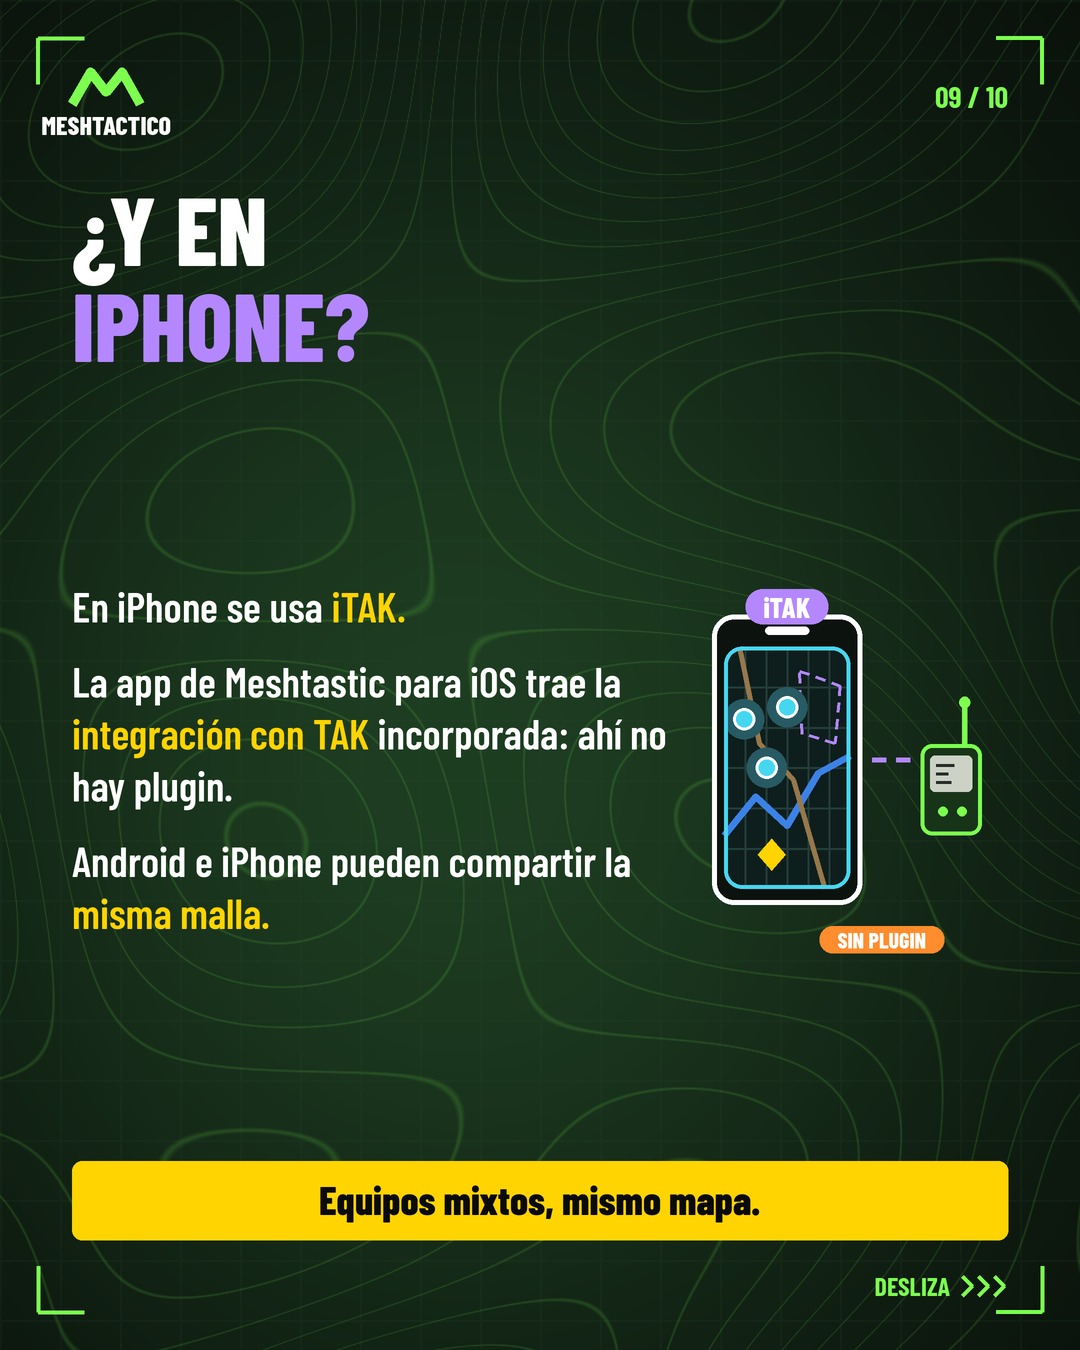 MESHTACTICO
09 / 10
¿Y EN
IPHONE?
En iPhone se usa iTAK.
La app de Meshtastic para iOS trae la
integración con TAK incorporada: ahí no
hay plugin.
Android e iPhone pueden compartir la
misma malla.
iTAK
SIN PLUGIN
Equipos mixtos, mismo mapa.
DESLIZA